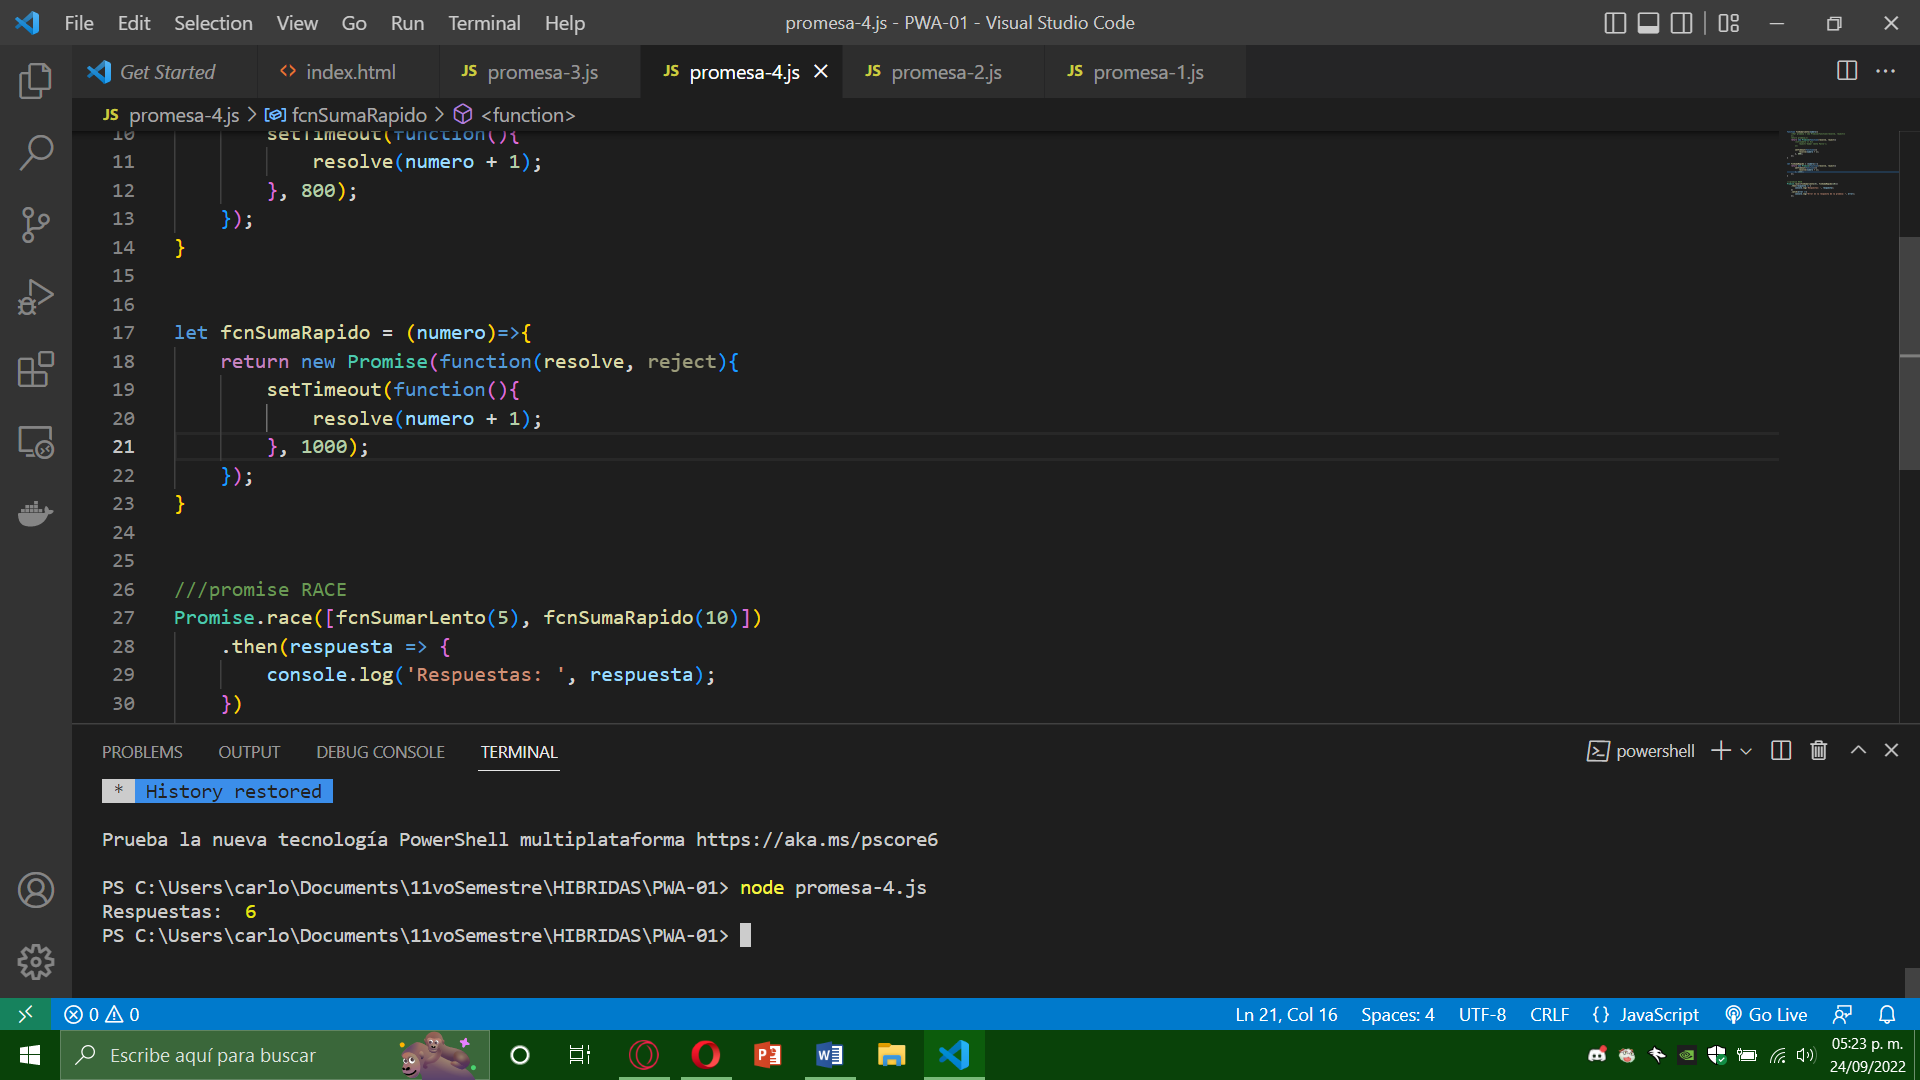 File Edit Selection View Go Run Terminal Help
promesa-4.js - PWA-01 - Visual Studio Code
Get Started
index.html
JS promesa-3.js
JS promesa-4.js
JS promesa-2.js
JS promesa-1.js
JS promesa-4.js > fcnSumaRapido > <function>
10 setTimeout(function(){
11 resolve(numero + 1);
12 }, 800);
13 });
14 }
15
16
17 let fcnSumaRapido = (numero)=>{
18 return new Promise(function(resolve, reject){
19 setTimeout(function(){
20 resolve(numero + 1);
21 }, 1000);
22 });
23 }
24
25
26 ///promise RACE
27 Promise.race([fcnSumarLento(5), fcnSumaRapido(10)])
28 .then(respuesta => {
29 console.log('Respuestas: ', respuesta);
30 })
PROBLEMS OUTPUT DEBUG CONSOLE TERMINAL
powershell
* History restored
Prueba la nueva tecnología PowerShell multiplataforma https://aka.ms/pscore6
PS C:\Users\carlo\Documents\11voSemestre\HIBRIDAS\PWA-01> node promesa-4.js
Respuestas:  6
PS C:\Users\carlo\Documents\11voSemestre\HIBRIDAS\PWA-01>
0 0
Ln 21, Col 16 Spaces: 4 UTF-8 CRLF {} JavaScript Go Live
Escribe aquí para buscar
05:23 p. m.
24/09/2022